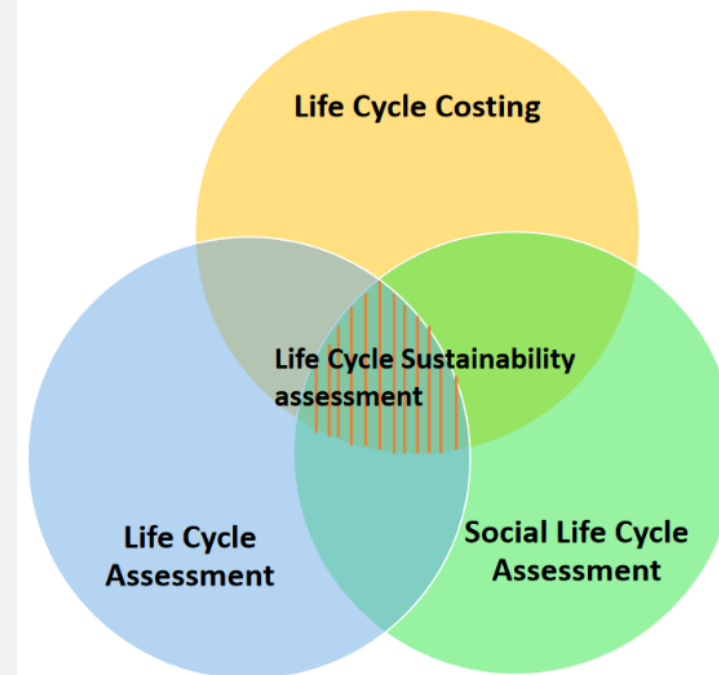 Life Cycle Costing
Life Cycle Sustainability
assessment
Life Cycle
Assessment
Social Life Cycle
Assessment